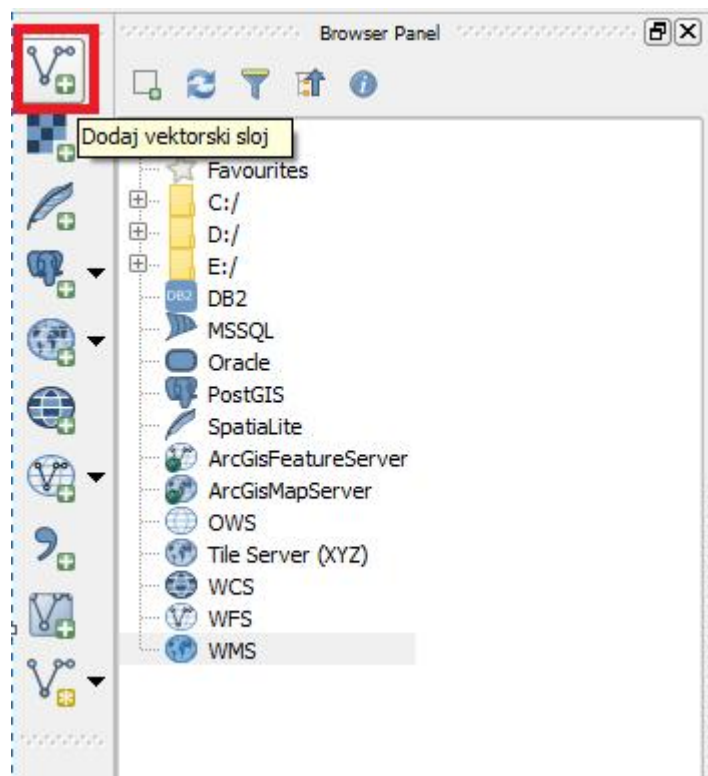 Browser Panel
Dodaj vektorski sloj
Favourites
C:/
D:/
E:/
DB2
DB2
MSSQL
Oracle
PostGIS
SpatiaLite
ArcGisFeatureServer
ArcGisMapServer
OWS
Tile Server (XYZ)
WCS
WFS
WMS